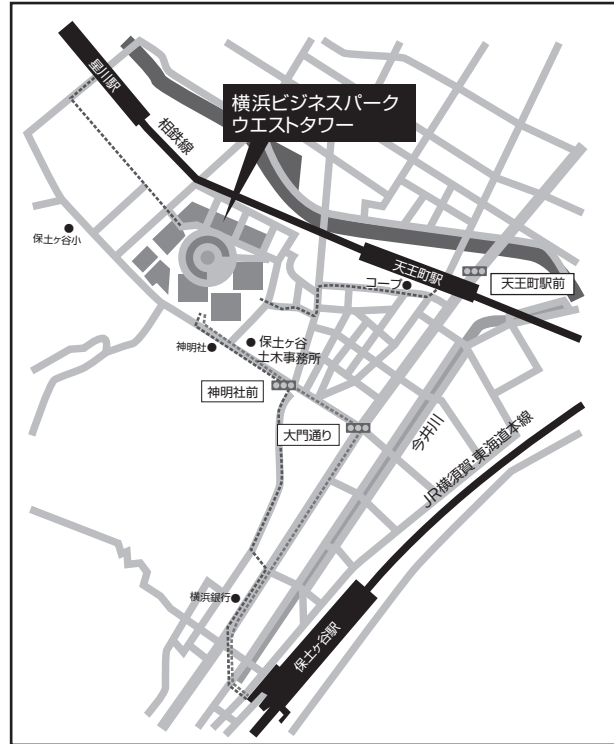 星川駅
相鉄線
横浜ビジネスパーク
ウエストタワー
保土ヶ谷小
天王町駅
天王町駅前
コープ
神明社
保土ヶ谷
土木事務所
神明社前
大門通り
今井川
JR横須賀・東海道本線
横浜銀行
保土ヶ谷駅